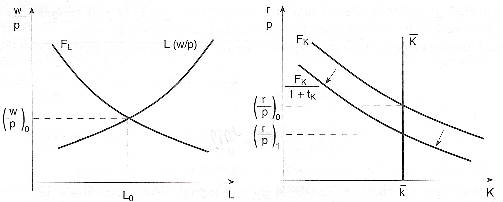 w
p
F_L
L (w/p)
(w/p)_0
L_0
L
r
p
F_K
K̄
F_K
1 + t_K
(r/p)_0
(r/p)_1
k̄
K